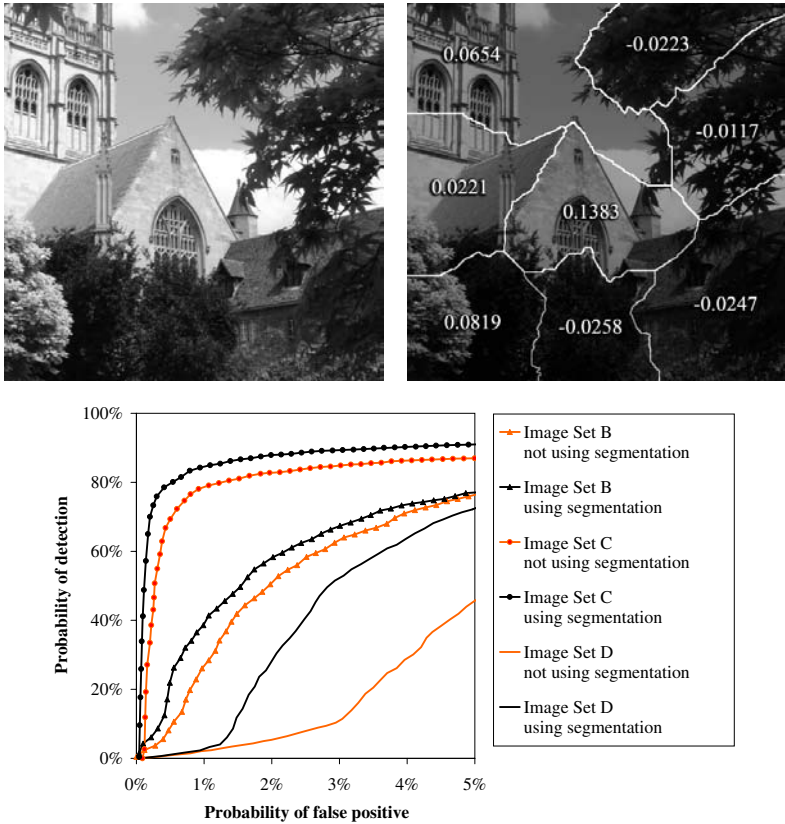 0.0654
-0.0223
-0.0117
0.0221
0.1383
0.0819
-0.0258
-0.0247
100%
80%
60%
40%
20%
0%
Probability of detection
0%
1%
2%
3%
4%
5%
Probability of false positive
Image Set B
not using segmentation
Image Set B
using segmentation
Image Set C
not using segmentation
Image Set C
using segmentation
Image Set D
not using segmentation
Image Set D
using segmentation